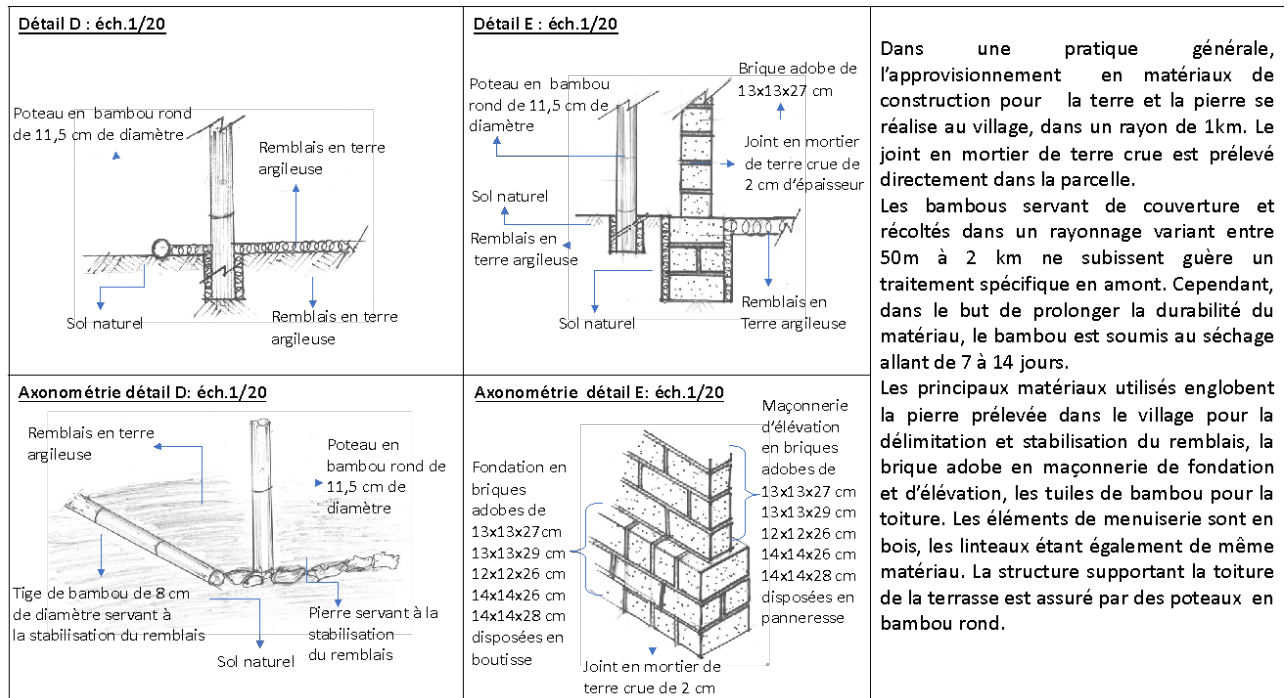 Détail D : éch.1/20
Poteau en bambou rond
de 11,5 cm de diamètre
Remblais en terre
argileuse
Sol naturel
Remblais en terre
argileuse
Détail E : éch.1/20
Poteau en bambou
rond de 11,5 cm de
diamètre
Brique adobe de
13x13x27 cm
Joint en mortier
de terre crue de
2 cm d'épaisseur
Sol naturel
Remblais en
terre argileuse
Sol naturel
Remblais en
Terre argileuse
Axonométrie détail D: éch.1/20
Remblais en terre
argileuse
Poteau en
bambou rond de
11,5 cm de
diamètre
Tige de bambou de 8 cm
de diamètre servant à
la stabilisation du remblais
Sol naturel
Pierre servant à la
stabilisation
du remblais
Axonométrie détail E: éch.1/20
Fondation en
briques
adobes de
13x13x27 cm
13x13x29 cm
12x12x26 cm
14x14x26 cm
14x14x28 cm
disposées en
boutisse
Maçonnerie
d'élévation
en briques
adobes de
13x13x27 cm
13x13x29 cm
12x12x26 cm
14x14x26 cm
14x14x28 cm
disposées en
panneresse
Joint en mortier de
terre crue de 2 cm
Dans une pratique générale,
l'approvisionnement en matériaux de
construction pour la terre et la pierre se
réalise au village, dans un rayon de 1km. Le
joint en mortier de terre crue est prélevé
directement dans la parcelle.
Les bambous servant de couverture et
récoltés dans un rayonnage variant entre
50m à 2 km ne subissent guère un
traitement spécifique en amont. Cependant,
dans le but de prolonger la durabilité du
matériau, le bambou est soumis au séchage
allant de 7 à 14 jours.
Les principaux matériaux utilisés englobent
la pierre prélevée dans le village pour la
délimitation et stabilisation du remblais, la
brique adobe en maçonnerie de fondation
et d'élévation, les tuiles de bambou pour la
toiture. Les éléments de menuiserie sont en
bois, les linteaux étant également de même
matériau. La structure supportant la toiture
de la terrasse est assuré par des poteaux en
bambou rond.